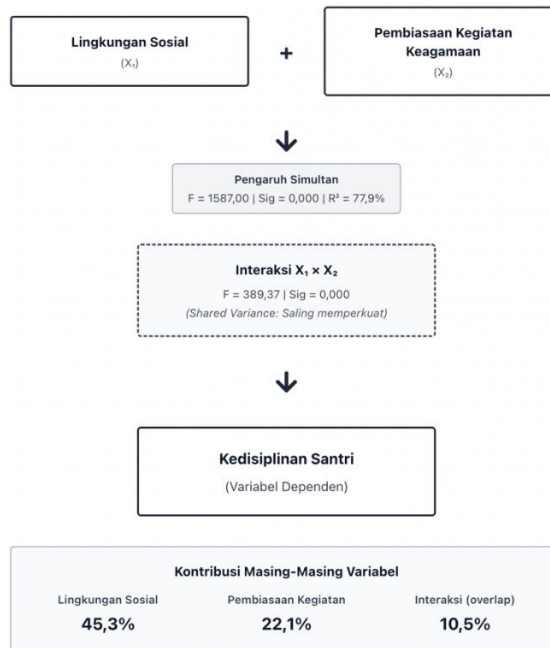 Lingkungan Sosial
(X₁)
+
Pembiasaan Kegiatan
Keagamaan
(X₂)
Pengaruh Simultan
F = 1587,00 | Sig = 0,000 | R² = 77,9%
Interaksi X₁ × X₂
F = 389,37 | Sig = 0,000
(Shared Variance: Saling memperkuat)
Kedisiplinan Santri
(Variabel Dependen)
Kontribusi Masing-Masing Variabel
Lingkungan Sosial Pembiasaan Kegiatan Interaksi (overlap)
45,3% 22,1% 10,5%